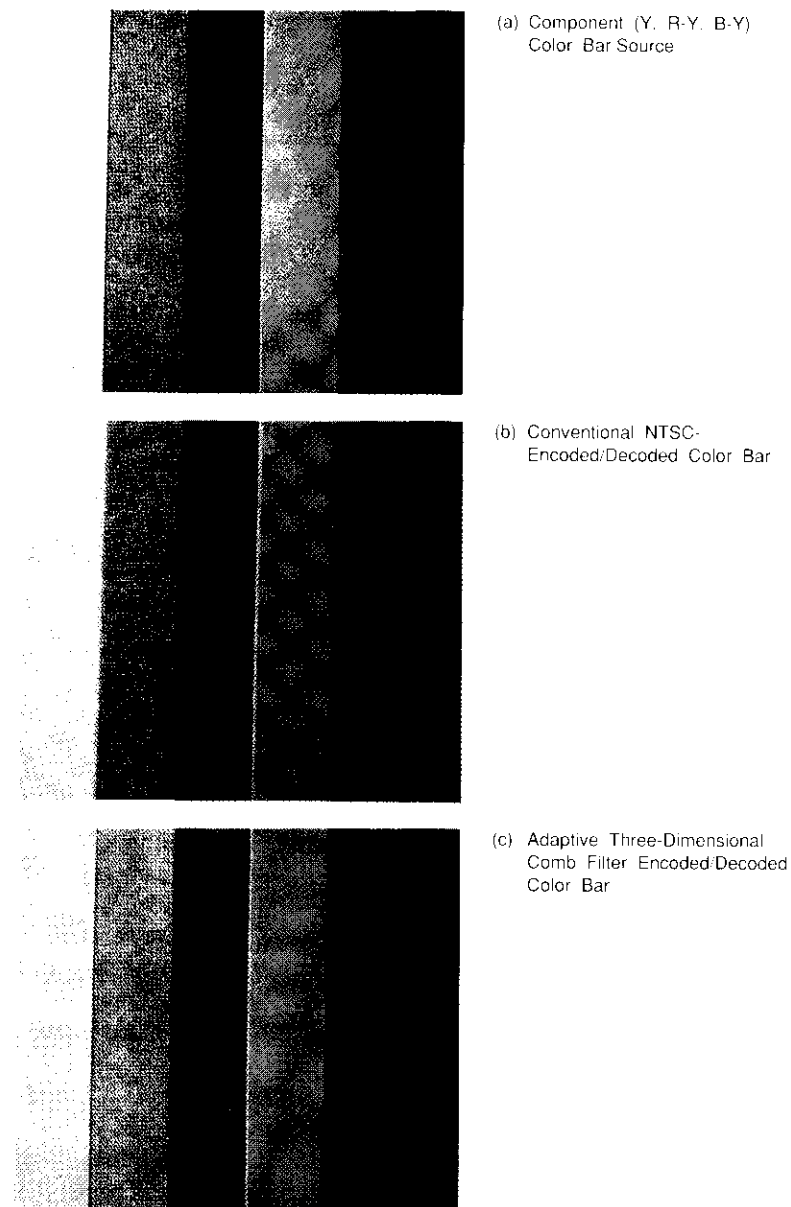 (a) Component (Y, R-Y, B-Y)
Color Bar Source
(b) Conventional NTSC-
Encoded/Decoded Color Bar
(c) Adaptive Three-Dimensional
Comb Filter Encoded/Decoded
Color Bar